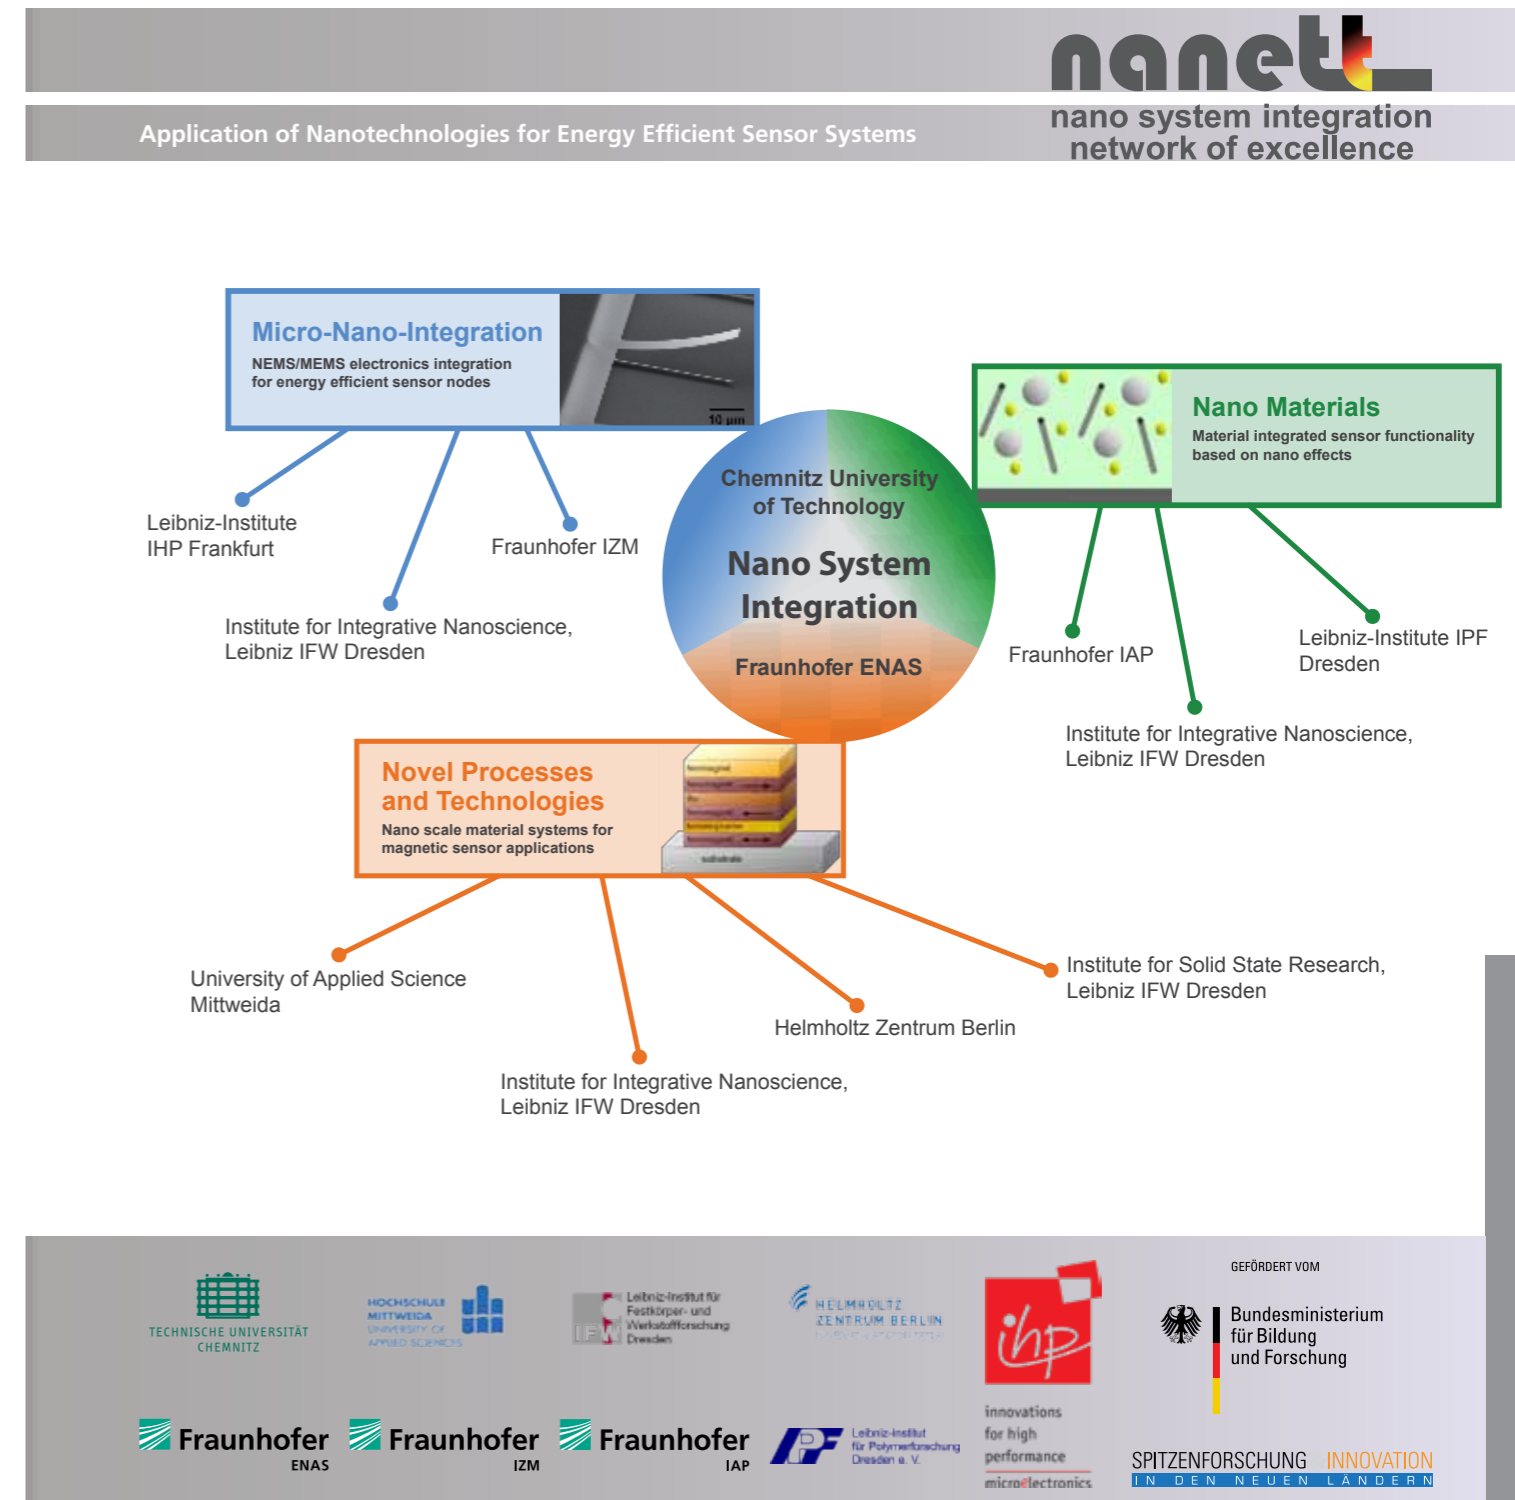 nanett
nano system integration
network of excellence
Application of Nanotechnologies for Energy Efficient Sensor Systems
Micro-Nano-Integration
NEMS/MEMS electronics integration
for energy efficient sensor nodes
10 µm
Nano Materials
Material integrated sensor functionality
based on nano effects
Chemnitz University
of Technology
Nano System
Integration
Fraunhofer ENAS
Leibniz-Institute
IHP Frankfurt
Fraunhofer IZM
Institute for Integrative Nanoscience,
Leibniz IFW Dresden
Fraunhofer IAP
Leibniz-Institute IPF
Dresden
Institute for Integrative Nanoscience,
Leibniz IFW Dresden
Novel Processes
and Technologies
Nano scale material systems for
magnetic sensor applications
substrate
University of Applied Science
Mittweida
Institute for Solid State Research,
Leibniz IFW Dresden
Helmholtz Zentrum Berlin
Institute for Integrative Nanoscience,
Leibniz IFW Dresden
TECHNISCHE UNIVERSITÄT
CHEMNITZ
HOCHSCHULE
MITTWEIDA
UNIVERSITY OF
APPLIED SCIENCES
IFW
Leibniz-Institut für
Festkörper- und
Werkstoffforschung
Dresden
HELMHOLTZ
ZENTRUM BERLIN
ihp
innovations
for high
performance
microelectronics
GEFÖRDERT VOM
Bundesministerium
für Bildung
und Forschung
Fraunhofer
ENAS
Fraunhofer
IZM
Fraunhofer
IAP
IPF
Leibniz-Institut
für Polymerforschung
Dresden e. V.
SPITZENFORSCHUNG INNOVATION
IN DEN NEUEN LÄNDERN